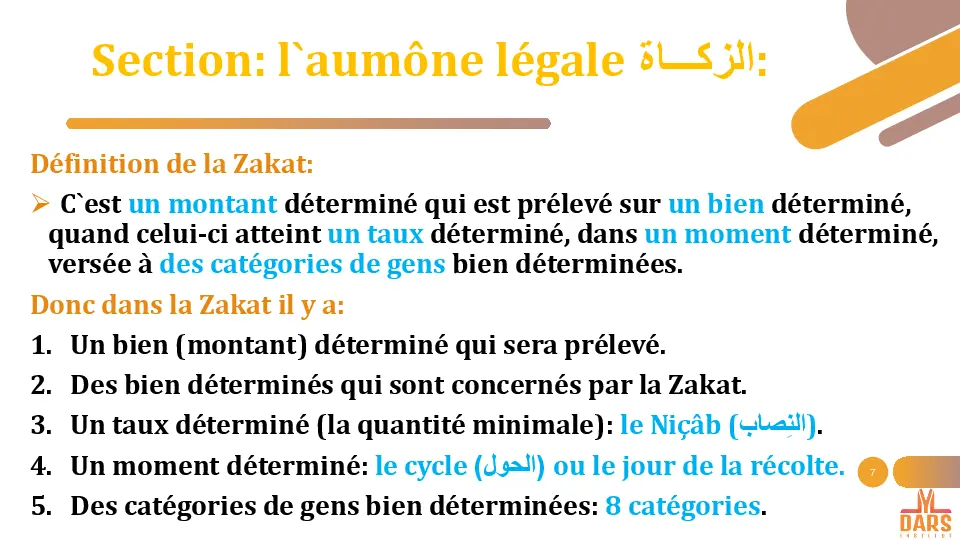 Section: l`aumône légale الزكـــاة:
Définition de la Zakat:
➢ C`est un montant déterminé qui est prélevé sur un bien déterminé,
quand celui-ci atteint un taux déterminé, dans un moment déterminé,
versée à des catégories de gens bien déterminées.
Donc dans la Zakat il y a:
1. Un bien (montant) déterminé qui sera prélevé.
2. Des bien déterminés qui sont concernés par la Zakat.
3. Un taux déterminé (la quantité minimale): le Niçâb (النِصاب).
4. Un moment déterminé: le cycle (الحول) ou le jour de la récolte.
7
5. Des catégories de gens bien déterminées: 8 catégories.
DARS
INSTITUT